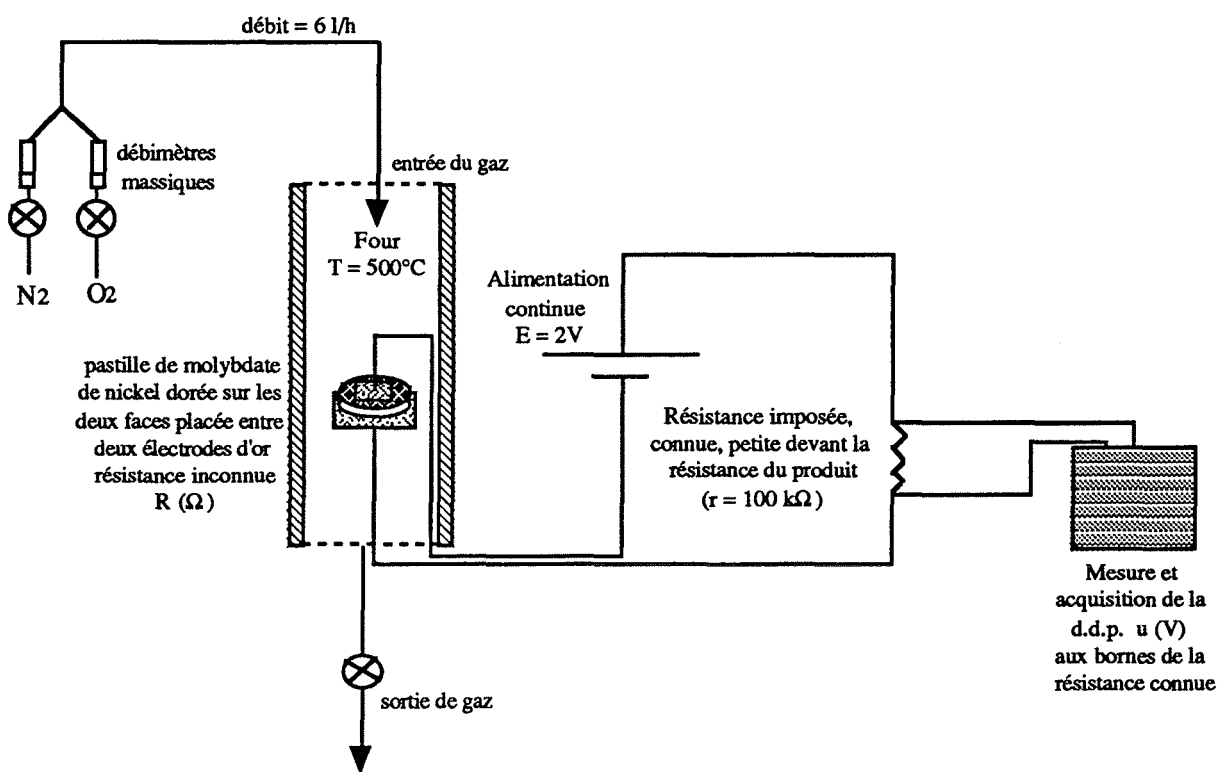 débit = 6 l/h
débimètres
massiques
N2
O2
entrée du gaz
Four
T = 500°C
pastille de molybdate
de nickel dorée sur les
deux faces placée entre
deux électrodes d'or
résistance inconnue
R (Ω)
Alimentation
continue
E = 2V
Résistance imposée,
connue, petite devant la
résistance du produit
(r = 100 kΩ)
Mesure et
acquisition de la
d.d.p. u (V)
aux bornes de la
résistance connue
sortie de gaz